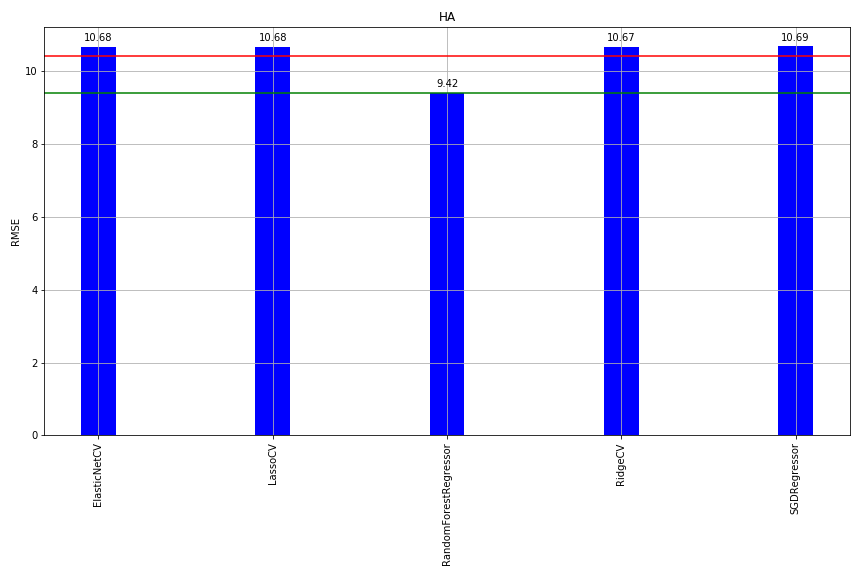 HA
10.68
10.68
9.42
10.67
10.69
RMSE
10
8
6
4
2
0
ElasticNetCV
LassoCV
RandomForestRegressor
RidgeCV
SGDRegressor